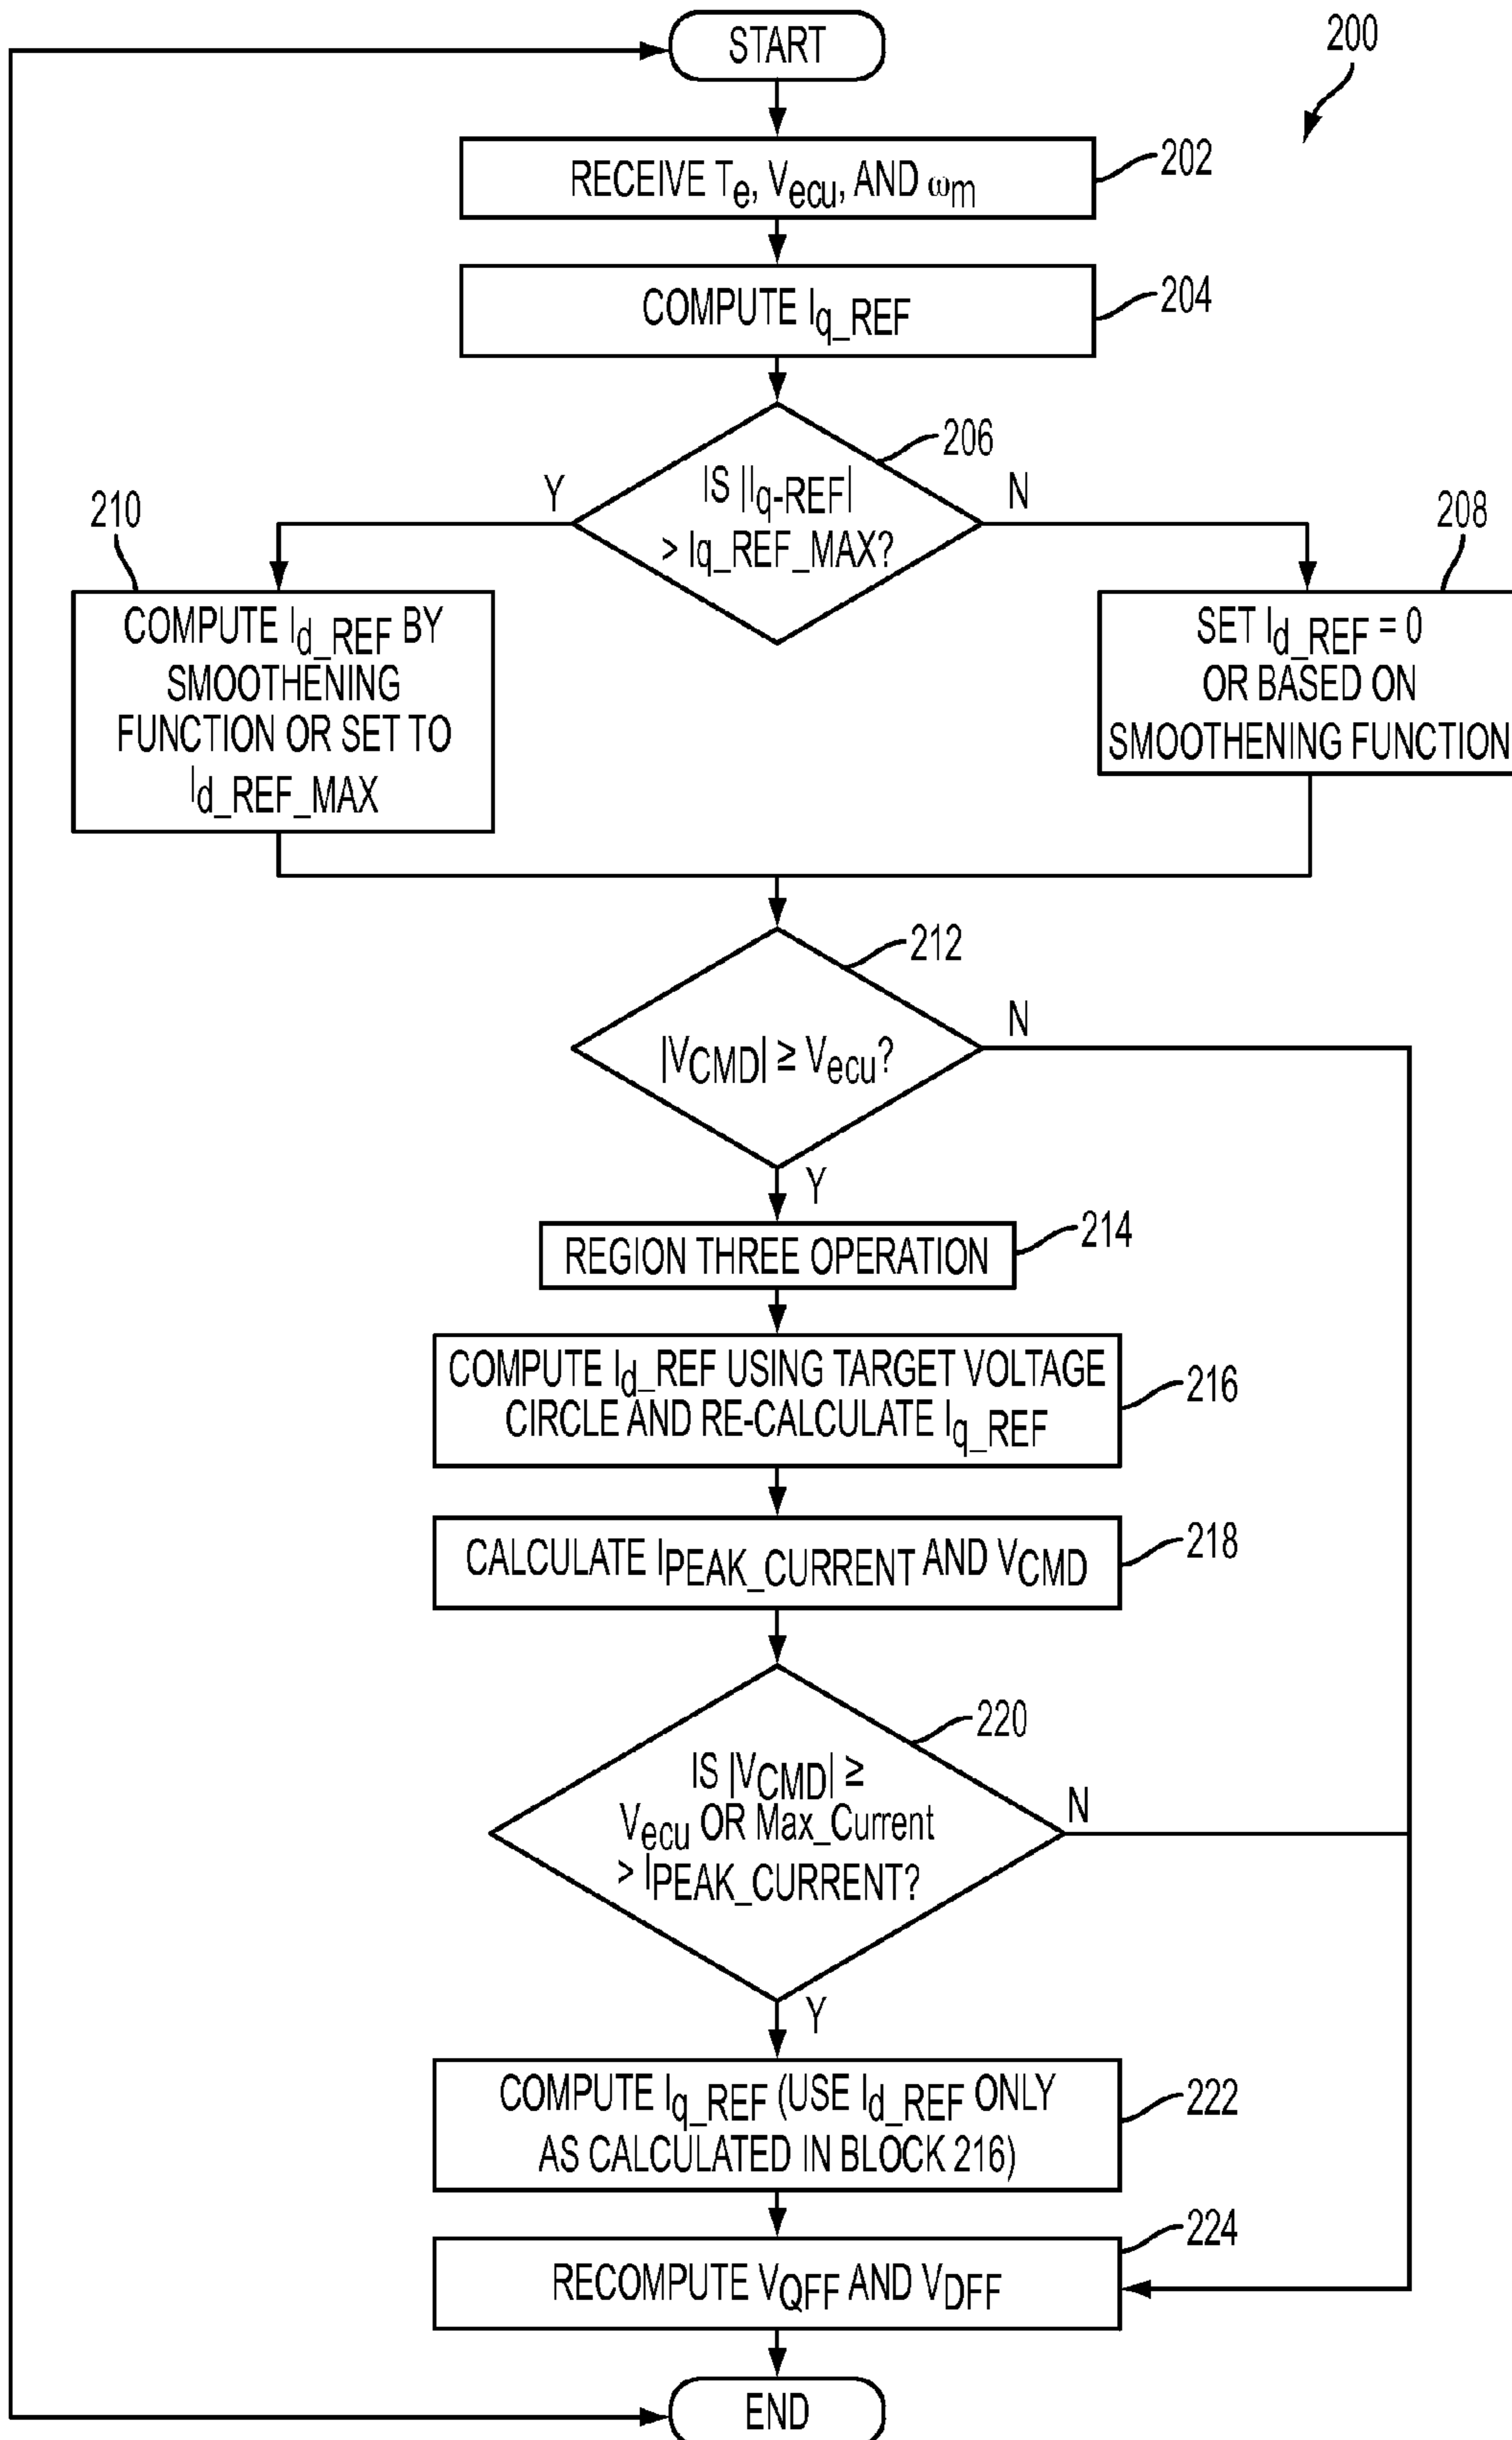 START
200
RECEIVE Te, Vecu, AND ωm
202
COMPUTE Iq_REF
204
206
IS |Iq-REF|
> Iq_REF_MAX?
Y
N
210
COMPUTE Id_REF BY
SMOOTHENING
FUNCTION OR SET TO
Id_REF_MAX
208
SET Id_REF = 0
OR BASED ON
SMOOTHENING FUNCTION
212
|VCMD| ≥ Vecu?
N
Y
REGION THREE OPERATION
214
COMPUTE Id_REF USING TARGET VOLTAGE
CIRCLE AND RE-CALCULATE Iq_REF
216
CALCULATE IPEAK_CURRENT AND VCMD
218
220
IS |VCMD| ≥
Vecu OR Max_Current
> IPEAK_CURRENT?
N
Y
COMPUTE Iq_REF (USE Id_REF ONLY
AS CALCULATED IN BLOCK 216)
222
224
RECOMPUTE VQFF AND VDFF
END